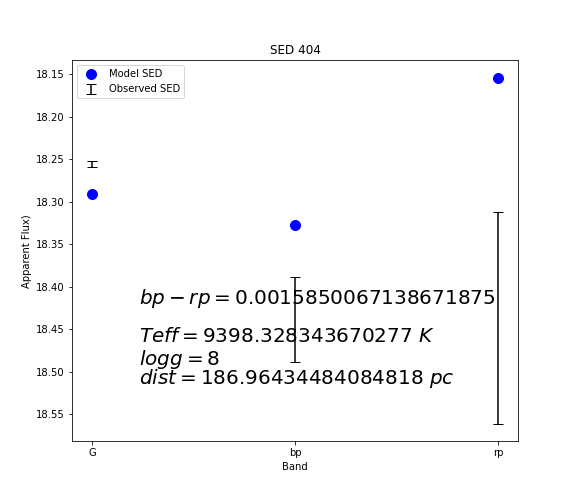 SED 404
Model SED
Observed SED
18.15
18.20
18.25
18.30
18.35
18.40
18.45
18.50
18.55
Apparent Flux)
bp − rp = 0.0015850067138671875
Teff = 9398.328343670277 K
logg = 8
dist = 186.96434484084818 pc
G bp rp
Band